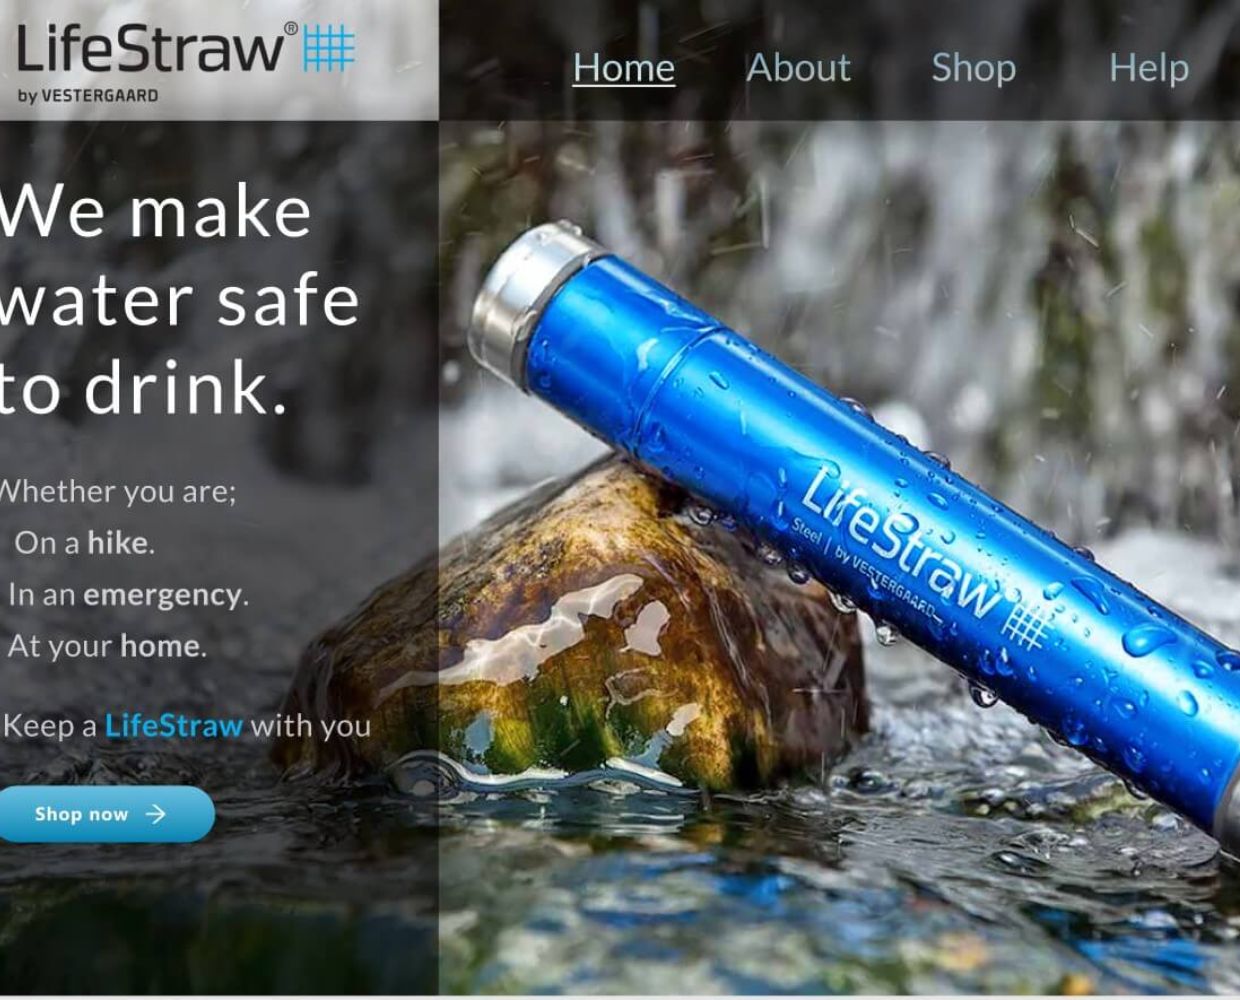 LifeStraw®
by VESTERGAARD
Home About Shop Help
We make
water safe
to drink.
Whether you are;
On a hike.
In an emergency.
At your home.
Keep a LifeStraw with you
Shop now →
LifeStraw®
Steel | by VESTERGAARD